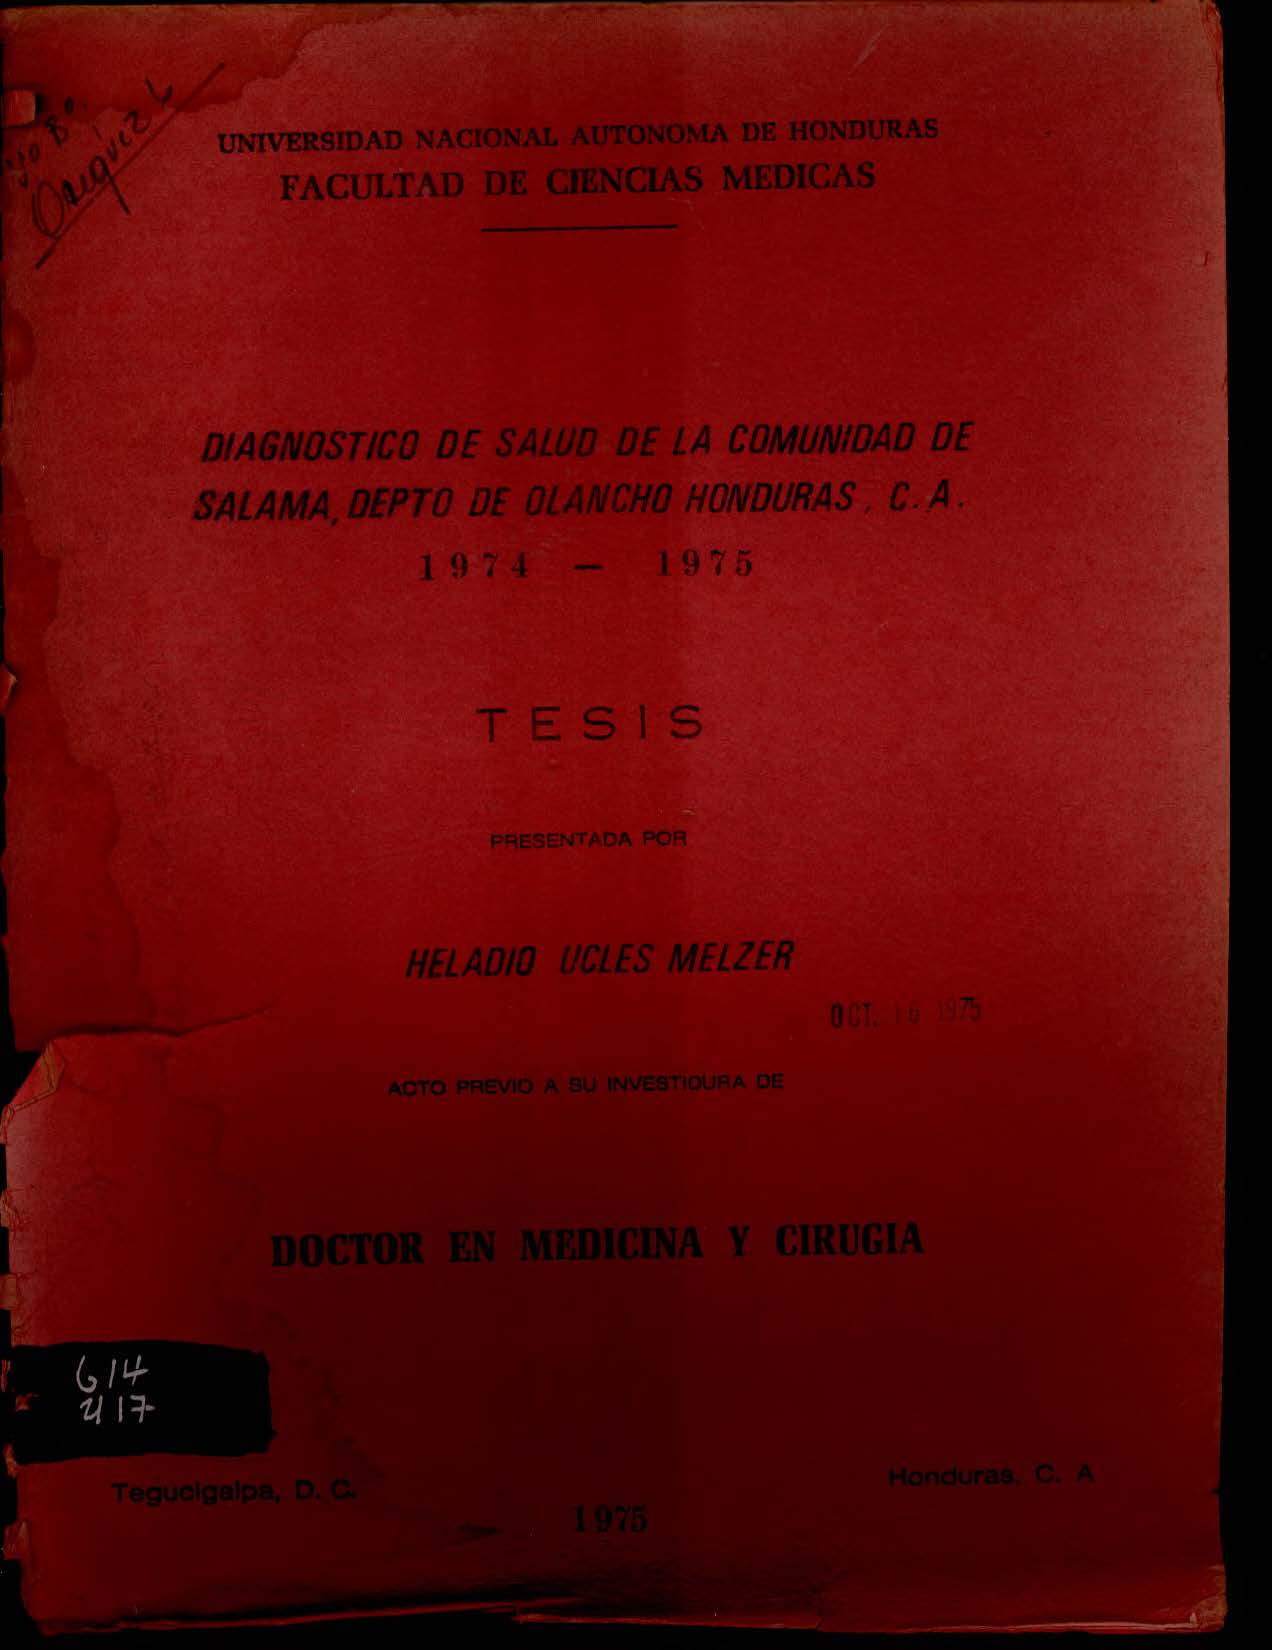 UNIVERSIDAD NACIONAL AUTONOMA DE HONDURAS
FACULTAD DE CIENCIAS MEDICAS
DIAGNOSTICO DE SALUD DE LA COMUNIDAD DE
SALAMA, DEPTO DE OLANCHO HONDURAS, C.A.
1974 — 1975
TESIS
PRESENTADA POR
HELADIO UCLES MELZER
OCT. 16 1975
ACTO PREVIO A SU INVESTIDURA DE
DOCTOR EN MEDICINA Y CIRUGIA
614
U17
Tegucigalpa, D. C.
Honduras, C. A
1975